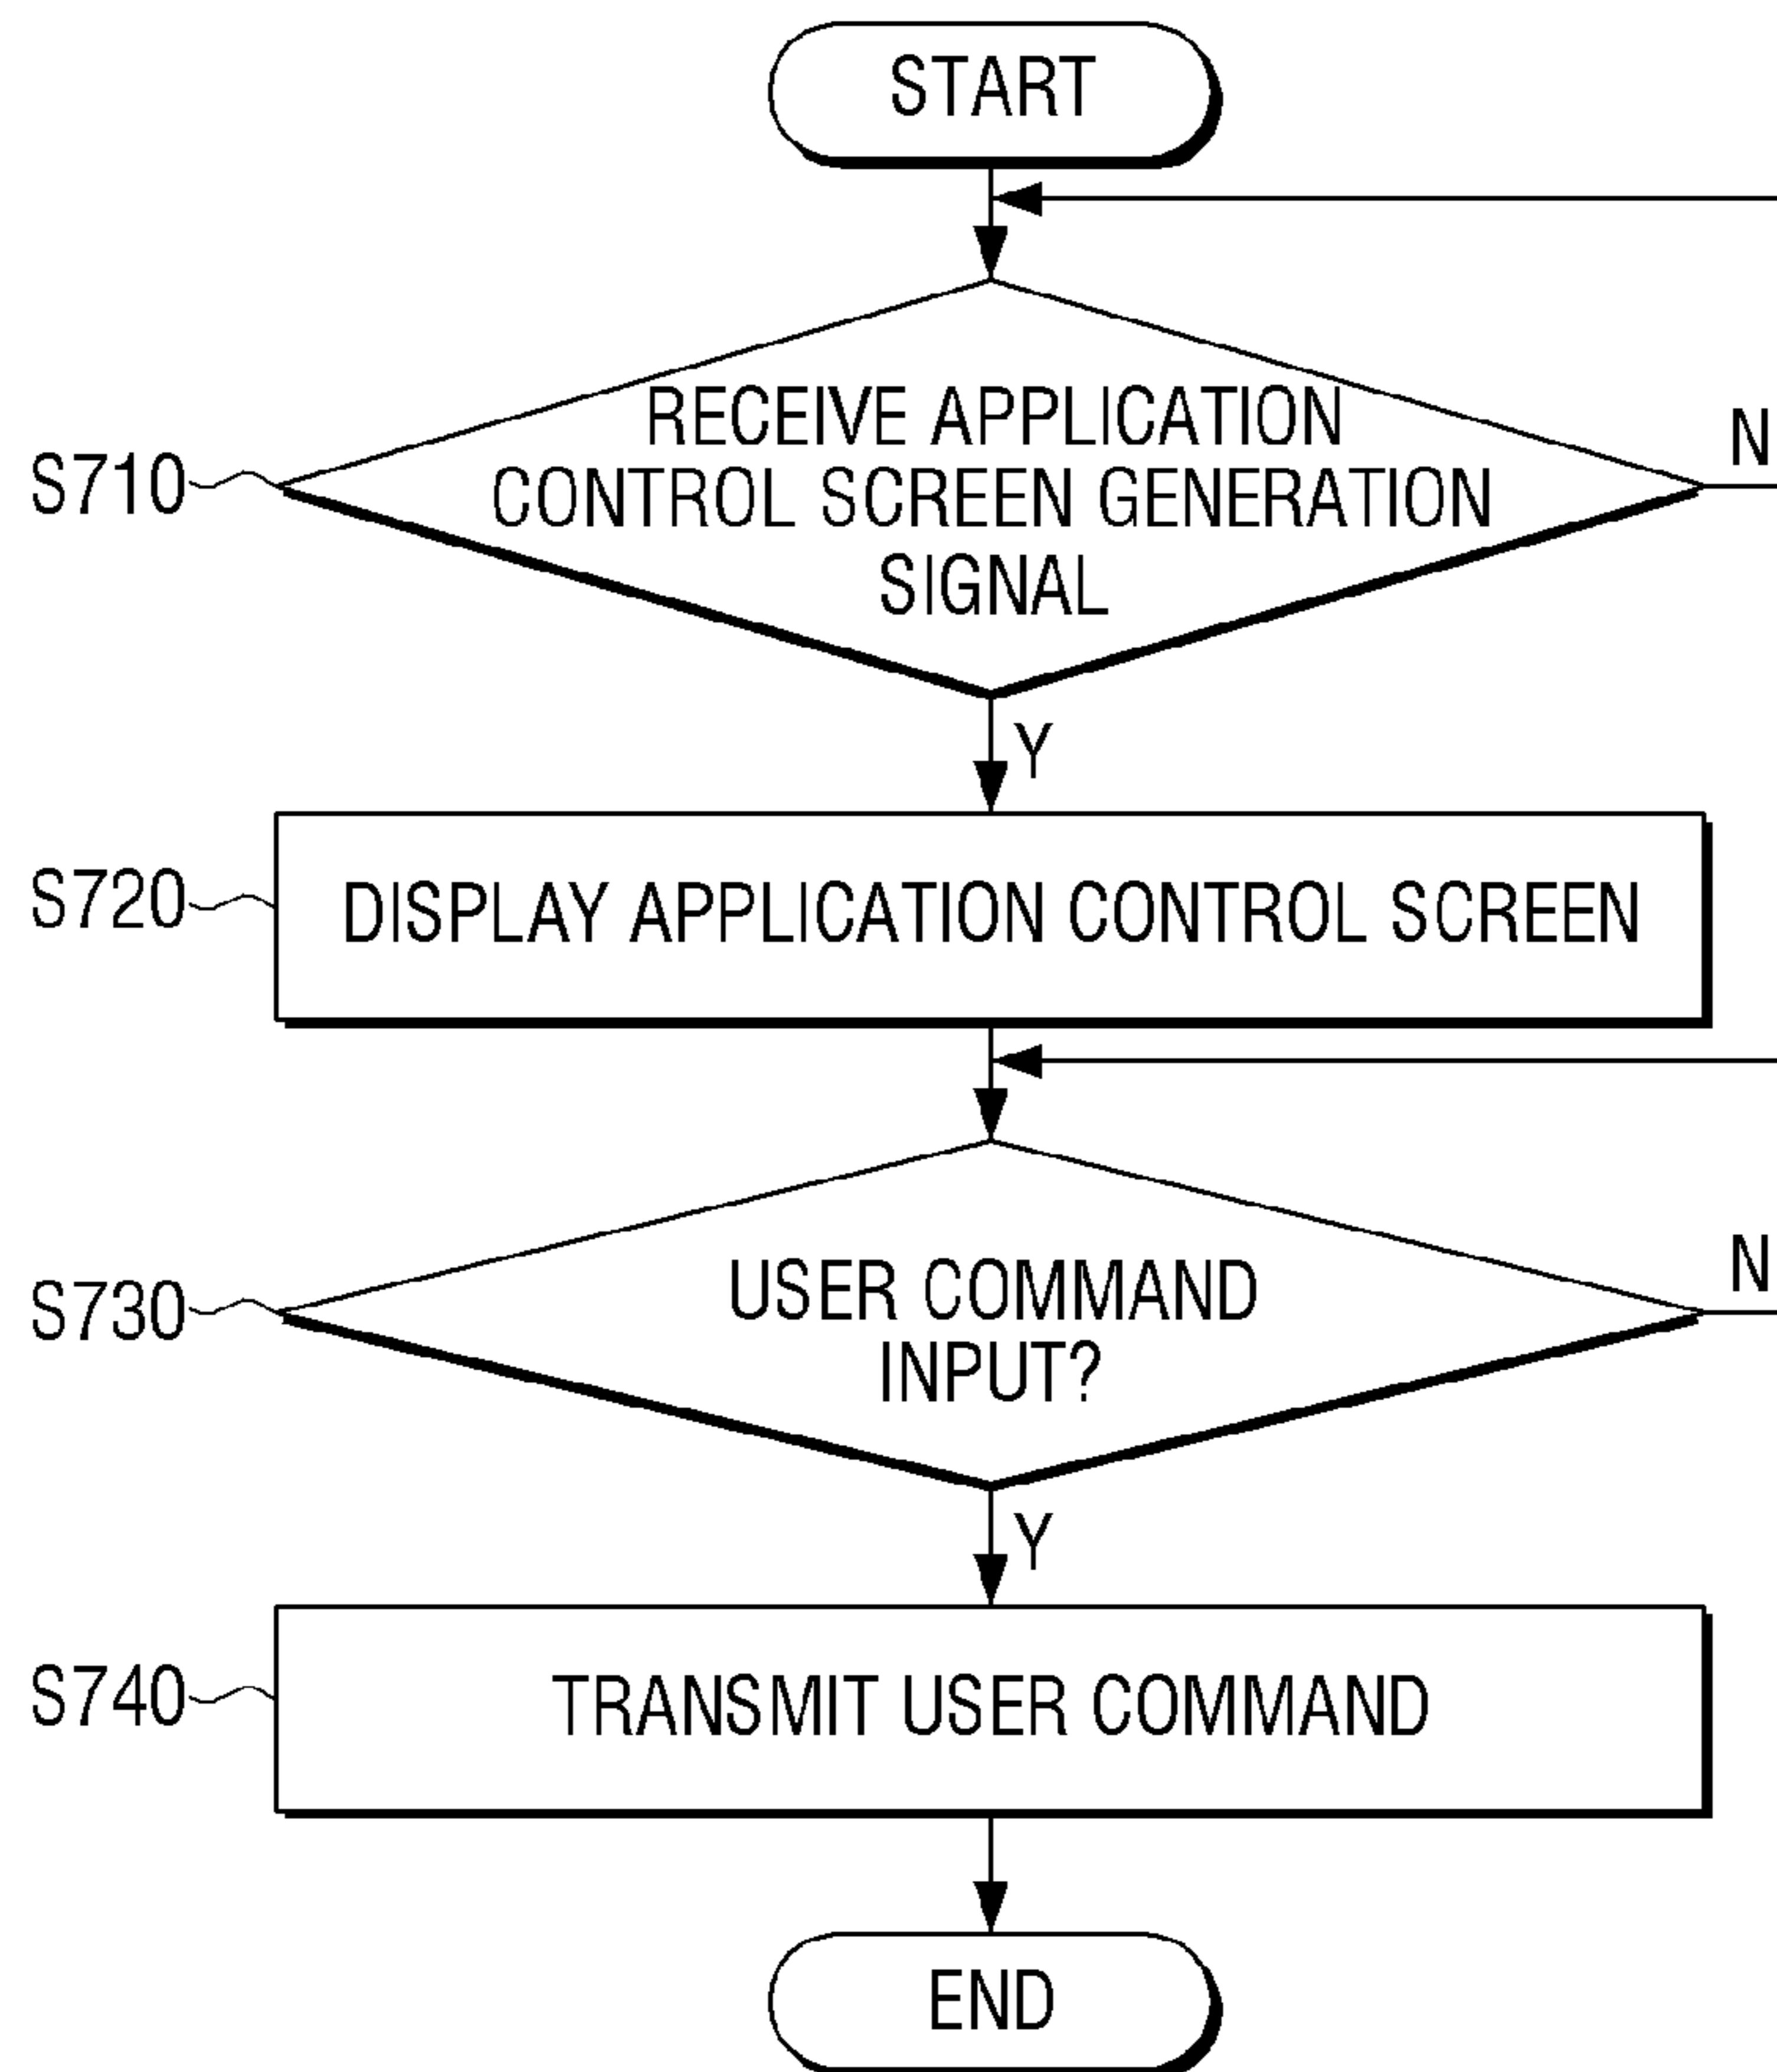 START
RECEIVE APPLICATION
CONTROL SCREEN GENERATION
SIGNAL
S710
N
Y
S720
DISPLAY APPLICATION CONTROL SCREEN
USER COMMAND
INPUT?
S730
N
Y
S740
TRANSMIT USER COMMAND
END